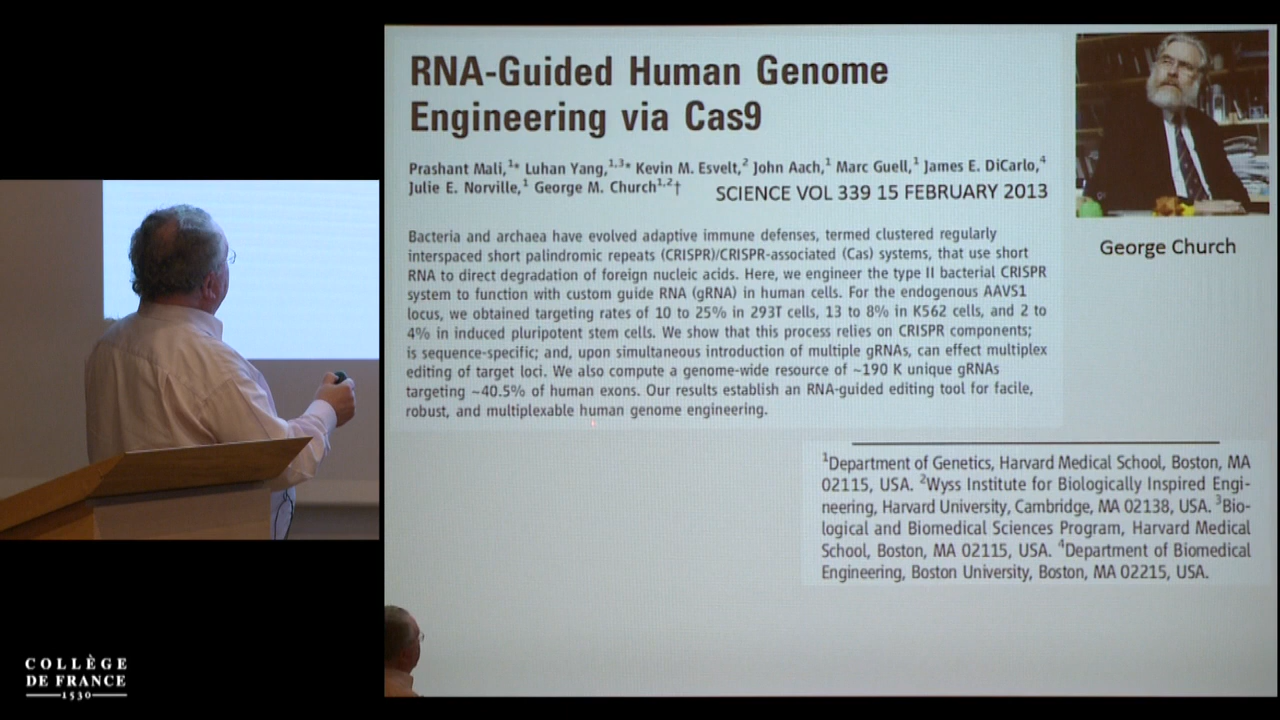 RNA-Guided Human Genome
Engineering via Cas9
Prashant Mali,1* Luhan Yang,1,3* Kevin M. Esvelt,2 John Aach,1 Marc Guell,1 James E. DiCarlo,4
Julie E. Norville,1 George M. Church1,2†
SCIENCE VOL 339 15 FEBRUARY 2013
George Church
Bacteria and archaea have evolved adaptive immune defenses, termed clustered regularly
interspaced short palindromic repeats (CRISPR)/CRISPR-associated (Cas) systems, that use short
RNA to direct degradation of foreign nucleic acids. Here, we engineer the type II bacterial CRISPR
system to function with custom guide RNA (gRNA) in human cells. For the endogenous AAVS1
locus, we obtained targeting rates of 10 to 25% in 293T cells, 13 to 8% in K562 cells, and 2 to
4% in induced pluripotent stem cells. We show that this process relies on CRISPR components;
is sequence-specific; and, upon simultaneous introduction of multiple gRNAs, can effect multiplex
editing of target loci. We also compute a genome-wide resource of ~190 K unique gRNAs
targeting ~40.5% of human exons. Our results establish an RNA-guided editing tool for facile,
robust, and multiplexable human genome engineering.
1Department of Genetics, Harvard Medical School, Boston, MA
02115, USA. 2Wyss Institute for Biologically Inspired Engi-
neering, Harvard University, Cambridge, MA 02138, USA. 3Bio-
logical and Biomedical Sciences Program, Harvard Medical
School, Boston, MA 02115, USA. 4Department of Biomedical
Engineering, Boston University, Boston, MA 02215, USA.
COLLÈGE
DE FRANCE
1530